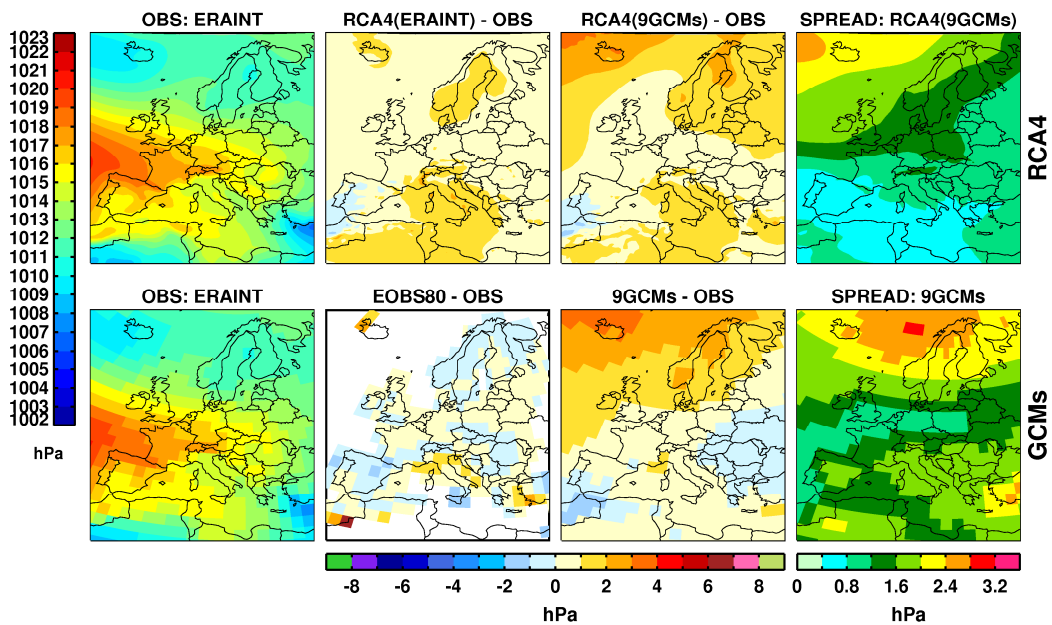 OBS: ERAINT
RCA4(ERAINT) - OBS
RCA4(9GCMs) - OBS
SPREAD: RCA4(9GCMs)
1023
1022
1021
1020
1019
1018
1017
1016
1015
1014
1013
1012
1011
1010
1009
1008
1007
1006
1005
1004
1003
1002
hPa
RCA4
OBS: ERAINT
EOBS80 - OBS
9GCMs - OBS
SPREAD: 9GCMs
GCMs
-8 -6 -4 -2 0 2 4 6 8
hPa
0 0.8 1.6 2.4 3.2
hPa